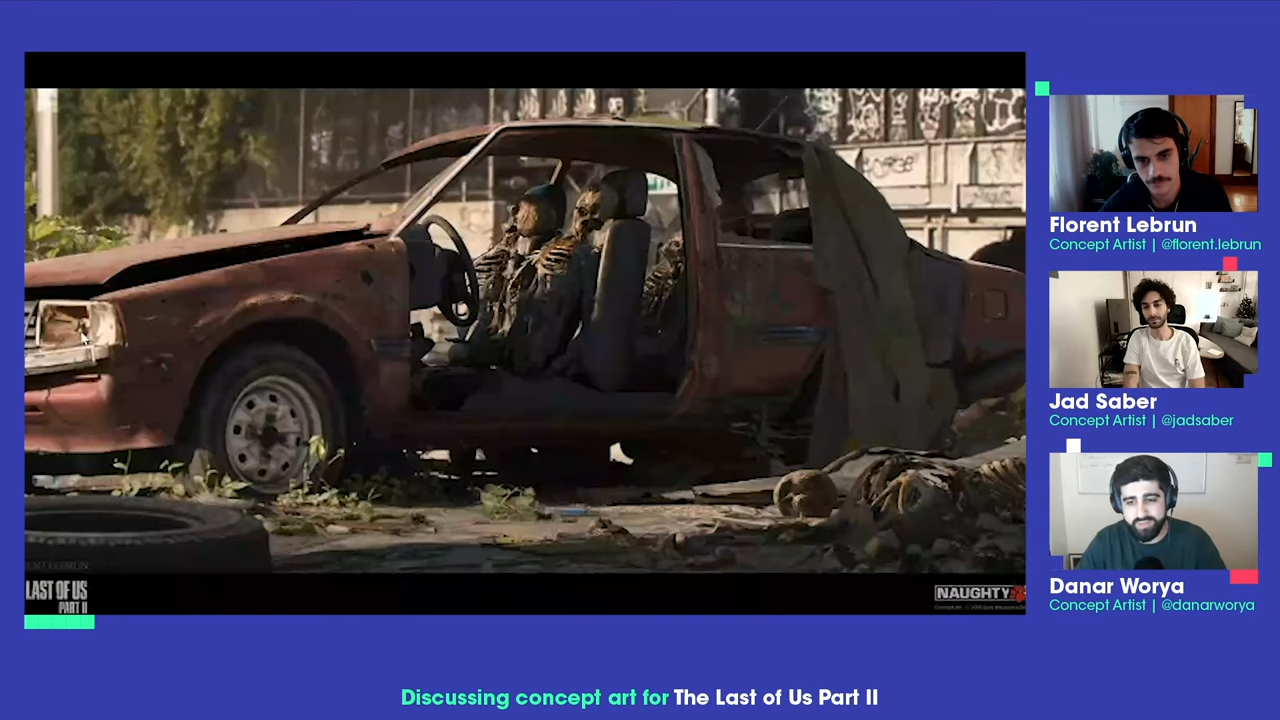 Florent Lebrun
Concept Artist | @florent.lebrun
Jad Saber
Concept Artist | @jadsaber
Danar Worya
Concept Artist | @danarworya
LAST OF US
PART II
NAUGHTY
Discussing concept art for The Last of Us Part II